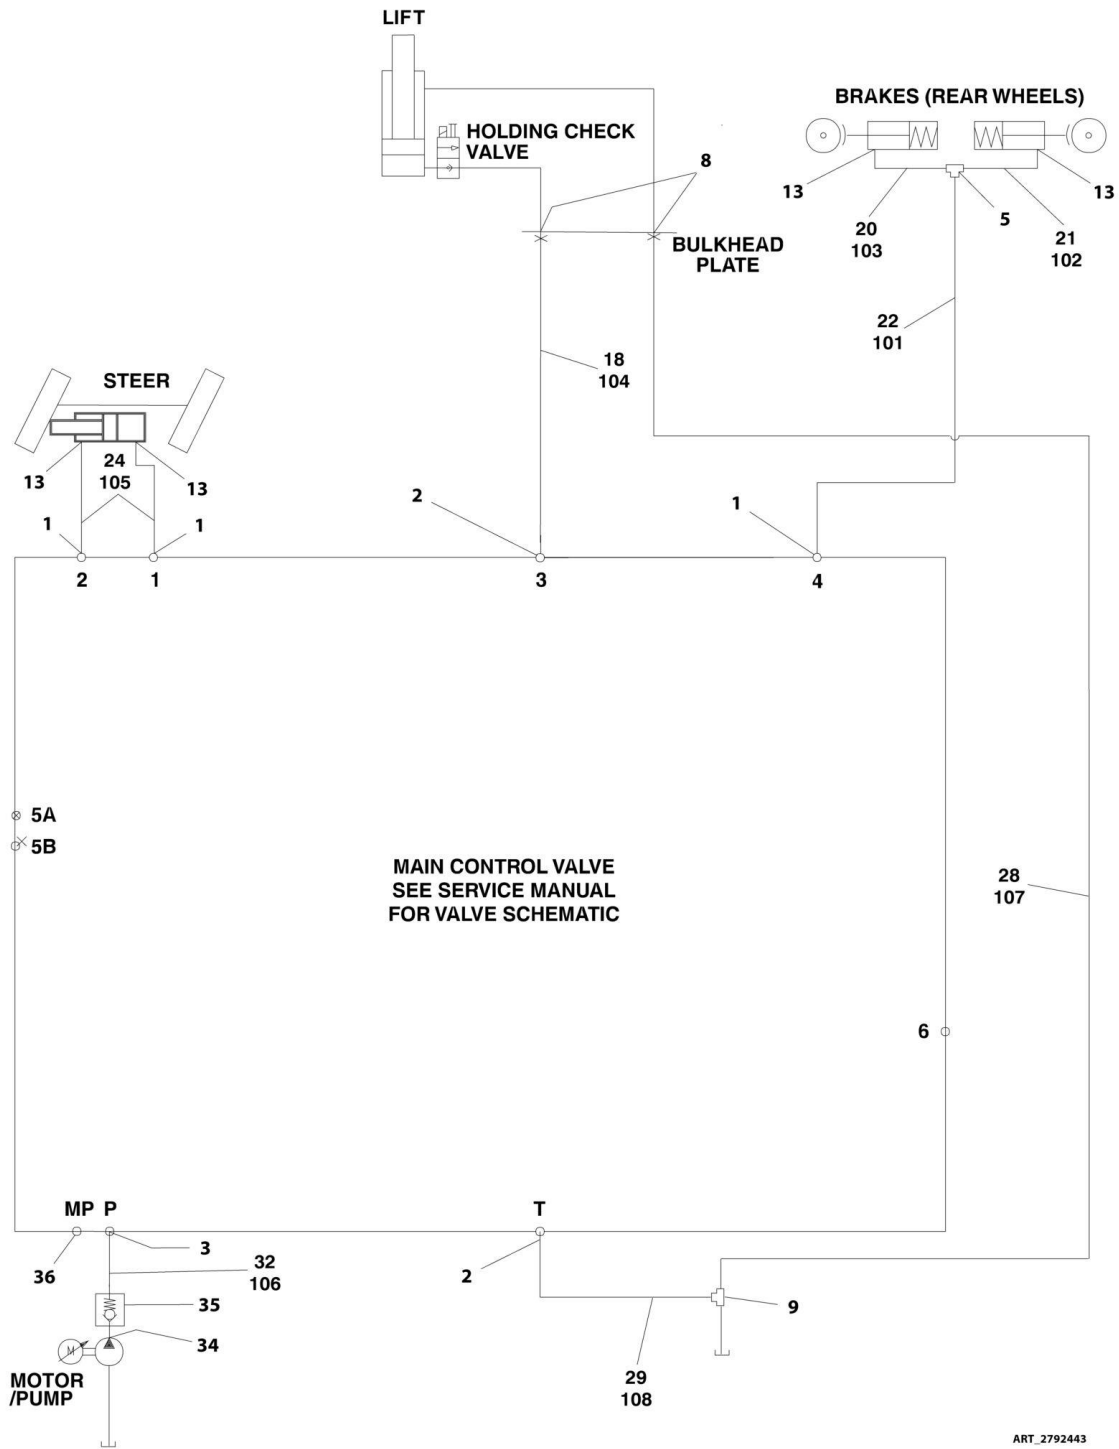 LIFT
BRAKES (REAR WHEELS)
HOLDING CHECK
VALVE
8
13
13
5
20
103
21
102
BULKHEAD
PLATE
22
101
18
104
STEER
24
105
13
13
2
1
1
1
2
1
3
4
5A
5B
MAIN CONTROL VALVE
SEE SERVICE MANUAL
FOR VALVE SCHEMATIC
28
107
6
MP P
T
3
36
32
106
2
35
9
34
M
MOTOR
/PUMP
29
108
ART_2792443